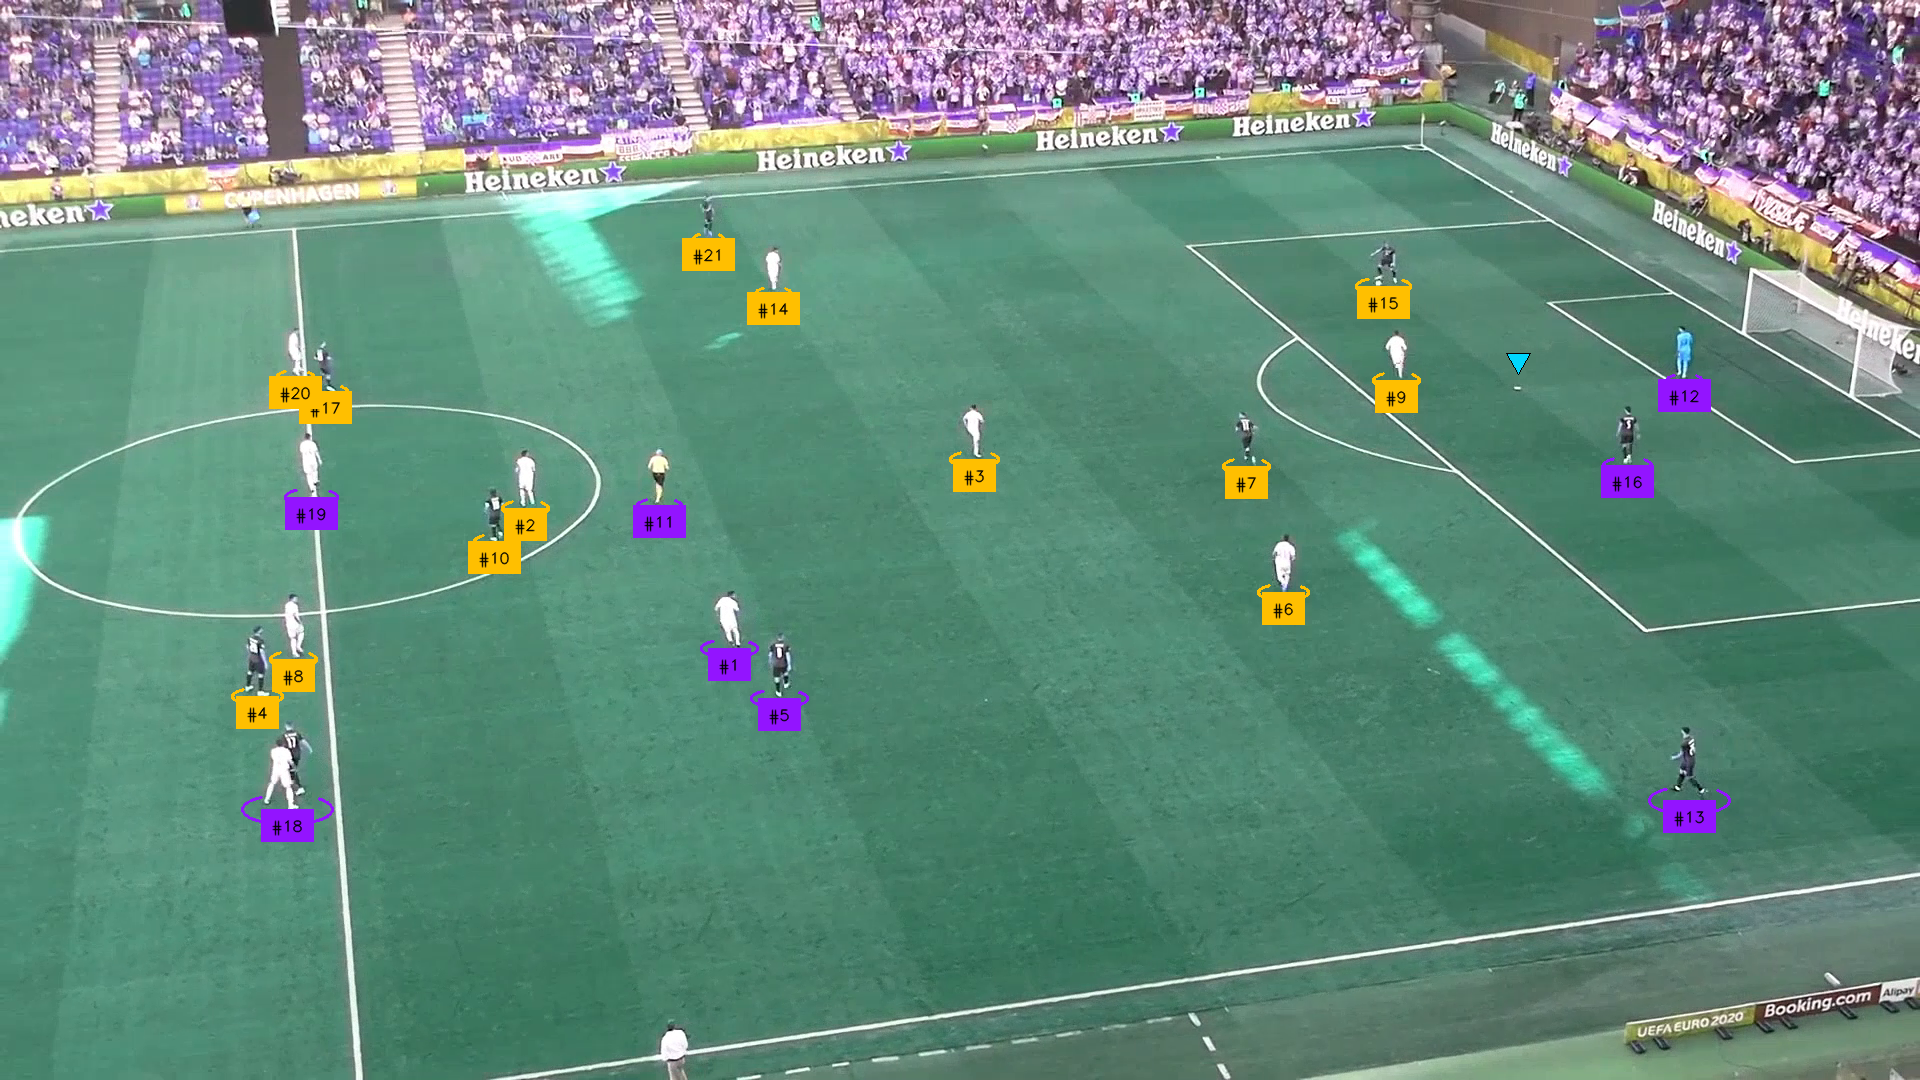 Heineken
Heineken
Heineken
Heineken
heineken
COPENHAGEN
Heineken
Heineken
Heineken
#21
#14
#15
#20
#17
#9
#12
#3
#7
#16
#19
#2
#11
#10
#6
#1
#8
#4
#5
#18
#13
UEFA EURO 2020
Booking.com
Alipay